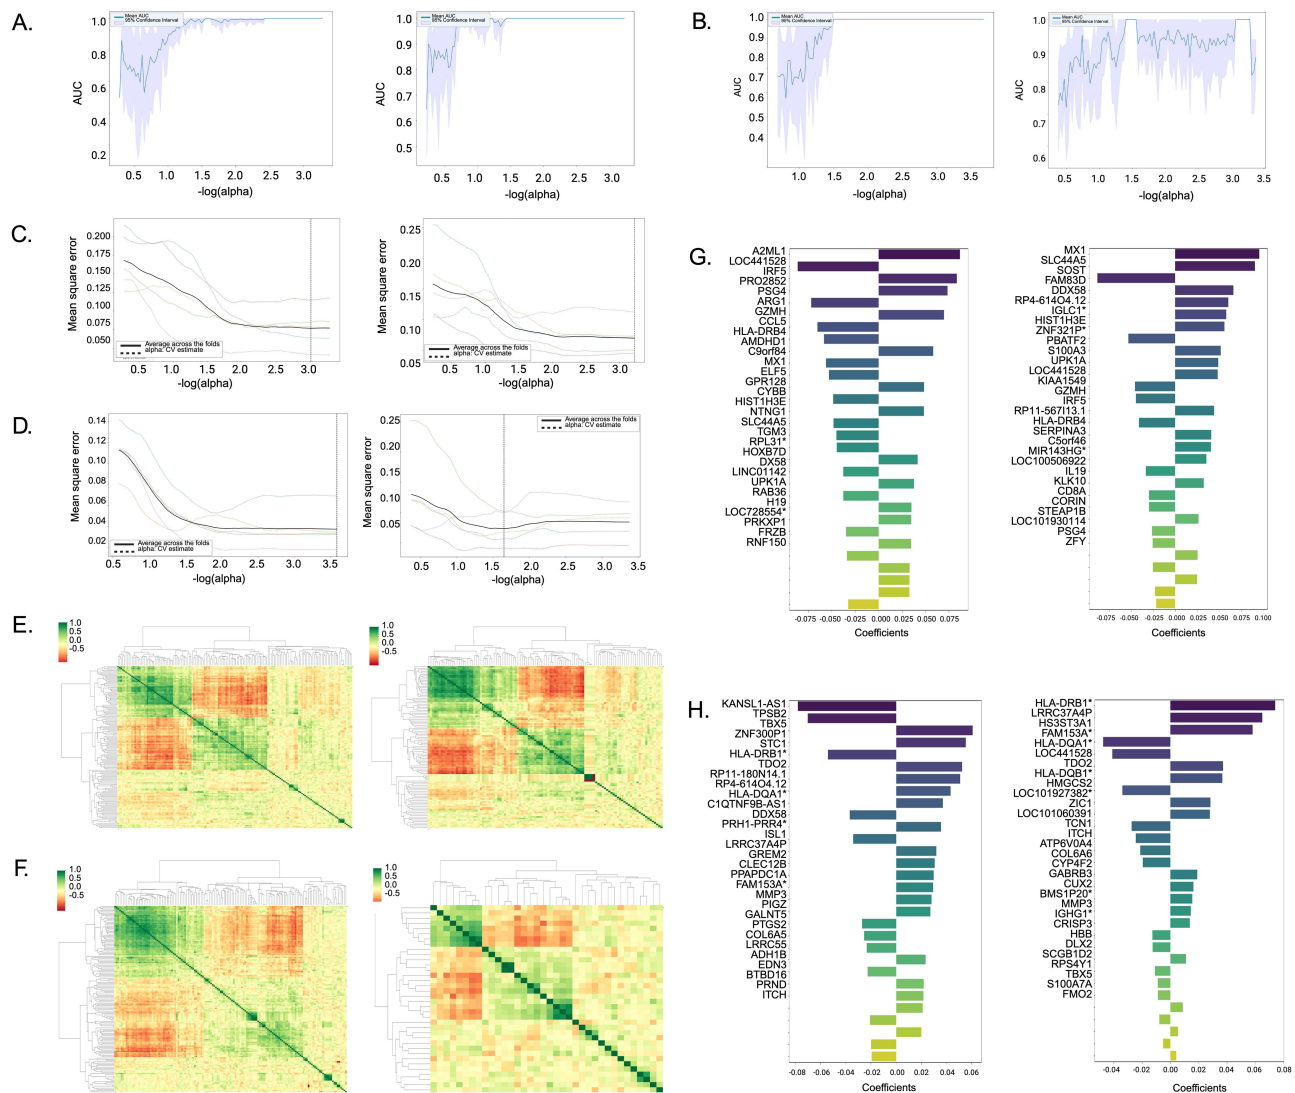 A.
Mean AUC
95% Confidence Interval
1.0
0.8
0.6
0.4
0.2
AUC
0.5 1.0 1.5 2.0 2.5 3.0
-log(alpha)
Mean AUC
95% Confidence Interval
1.0
0.9
0.8
0.7
0.6
0.5
AUC
0.5 1.0 1.5 2.0 2.5 3.0
-log(alpha)
B.
Mean AUC
95% Confidence Interval
1.0
0.9
0.8
0.7
0.6
0.5
0.4
AUC
1.0 1.5 2.0 2.5 3.0 3.5
-log(alpha)
Mean AUC
95% Confidence Interval
1.0
0.9
0.8
0.7
0.6
AUC
0.5 1.0 1.5 2.0 2.5 3.0 3.5
-log(alpha)
C.
0.200
0.175
0.150
0.125
0.100
0.075
0.050
Mean square error
Average across the folds
alpha: CV estimate
0.5 1.0 1.5 2.0 2.5 3.0
-log(alpha)
0.25
0.15
0.15
0.10
0.05
Mean square error
Average across the folds
alpha: CV estimate
0.5 1.0 1.5 2.0 2.5 3.0
-log(alpha)
D.
0.14
0.110
0.08
0.06
0.04
0.02
Mean square error
Average across the folds
alpha: CV estimate
0.5 1.0 1.5 2.0 2.5 3.0 3.5
-log(alpha)
0.25
0.20
0.15
0.10
0.05
Mean square error
Average across the folds
alpha: CV estimate
0.5 1.0 1.5 2.0 2.5 3.0 3.5
-log(alpha)
E.
1.0
0.5
0.0
-0.5
1.0
0.5
0.0
-0.5
F.
1.0
0.5
0.0
-0.5
1.0
0.5
0.0
-0.5
G.
A2ML1
LOC441528
IRF5
PRO2852
PSG4
ARG1
GZMH
CCL5
HLA-DRB4
AMDHD1
C9orf84
MX1
ELF5
GPR128
CYBB
HIST1H3E
NTNG1
SLC44A5
TGM3
RPL31*
HOXB7D
DX58
LINC01142
UPK1A
RAB36
H19
LOC728554*
PRKXP1
FRZB
RNF150
-0.075 -0.050 -0.025 0.000 0.025 0.050 0.075
Coefficients
MX1
SLC44A5
SOST
FAM83D
DDX58
RP4-614O4.12
IGLC1*
HIST1H3E
ZNF321P*
PBATF2
S100A3
UPK1A
LOC441528
KIAA1549
GZMH
IRF5
RP11-567I13.1
HLA-DRB4
SERPINA3
C5orf46
MIR143HG*
LOC100506922
IL19
KLK10
CD8A
CORIN
STEAP1B
LOC101930114
PSG4
ZFY
-0.075 -0.050 -0.025 0.000 0.025 0.050 0.075 0.100
Coefficients
H.
KANSL1-AS1
TPSB2
TBX5
ZNF300P1
STC1
HLA-DRB1*
TDO2
RP11-180N14.1
RP4-614O4.12
HLA-DQA1*
C1QTNF9B-AS1
DDX58
PRH1-PRR4*
ISL1
LRRC37A4P
GREM2
CLEC12B
PPAPDC1A
FAM153A*
MMP3
PIGZ
GALNT5
PTGS2
COL6A5
LRRC55
ADH1B
EDN3
BTBD16
PRND
ITCH
-0.08 -0.06 -0.04 -0.02 0.00 0.02 0.04 0.06
Coefficients
HLA-DRB1*
LRRC37A4P
HS3ST3A1
FAM153A*
HLA-DQA1*
LOC441528
TDO2
HLA-DQB1*
HMGCS2
LOC101927382*
ZIC1
LOC101060391
TCN1
ITCH
ATP6V0A4
COL6A6
CYP4F2
GABRB3
CUX2
BMS1P20*
MMP3
IGHG1*
CRISP3
HBB
DLX2
SCGB1D2
RPS4Y1
TBX5
S100A7A
FMO2
-0.04 -0.02 0.00 0.02 0.04 0.06 0.08
Coefficients